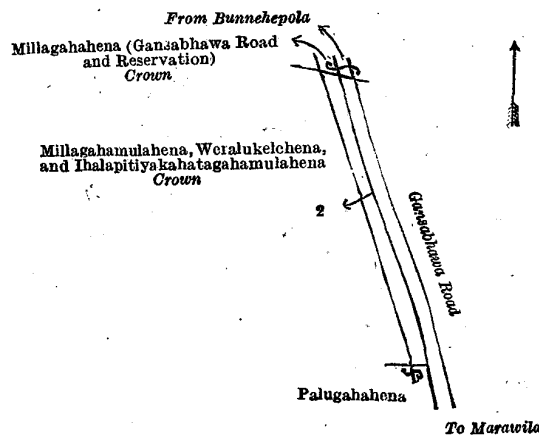 From Bunnehepola
Millagahahena (Gansabhawa Road
and Reservation)
Crown
Millagahamulahena, Weralukelehena,
and Ihalapitiyakahatagahamulahena
Crown
2
Gansabhawa Road
Palugahahena
To Marawila